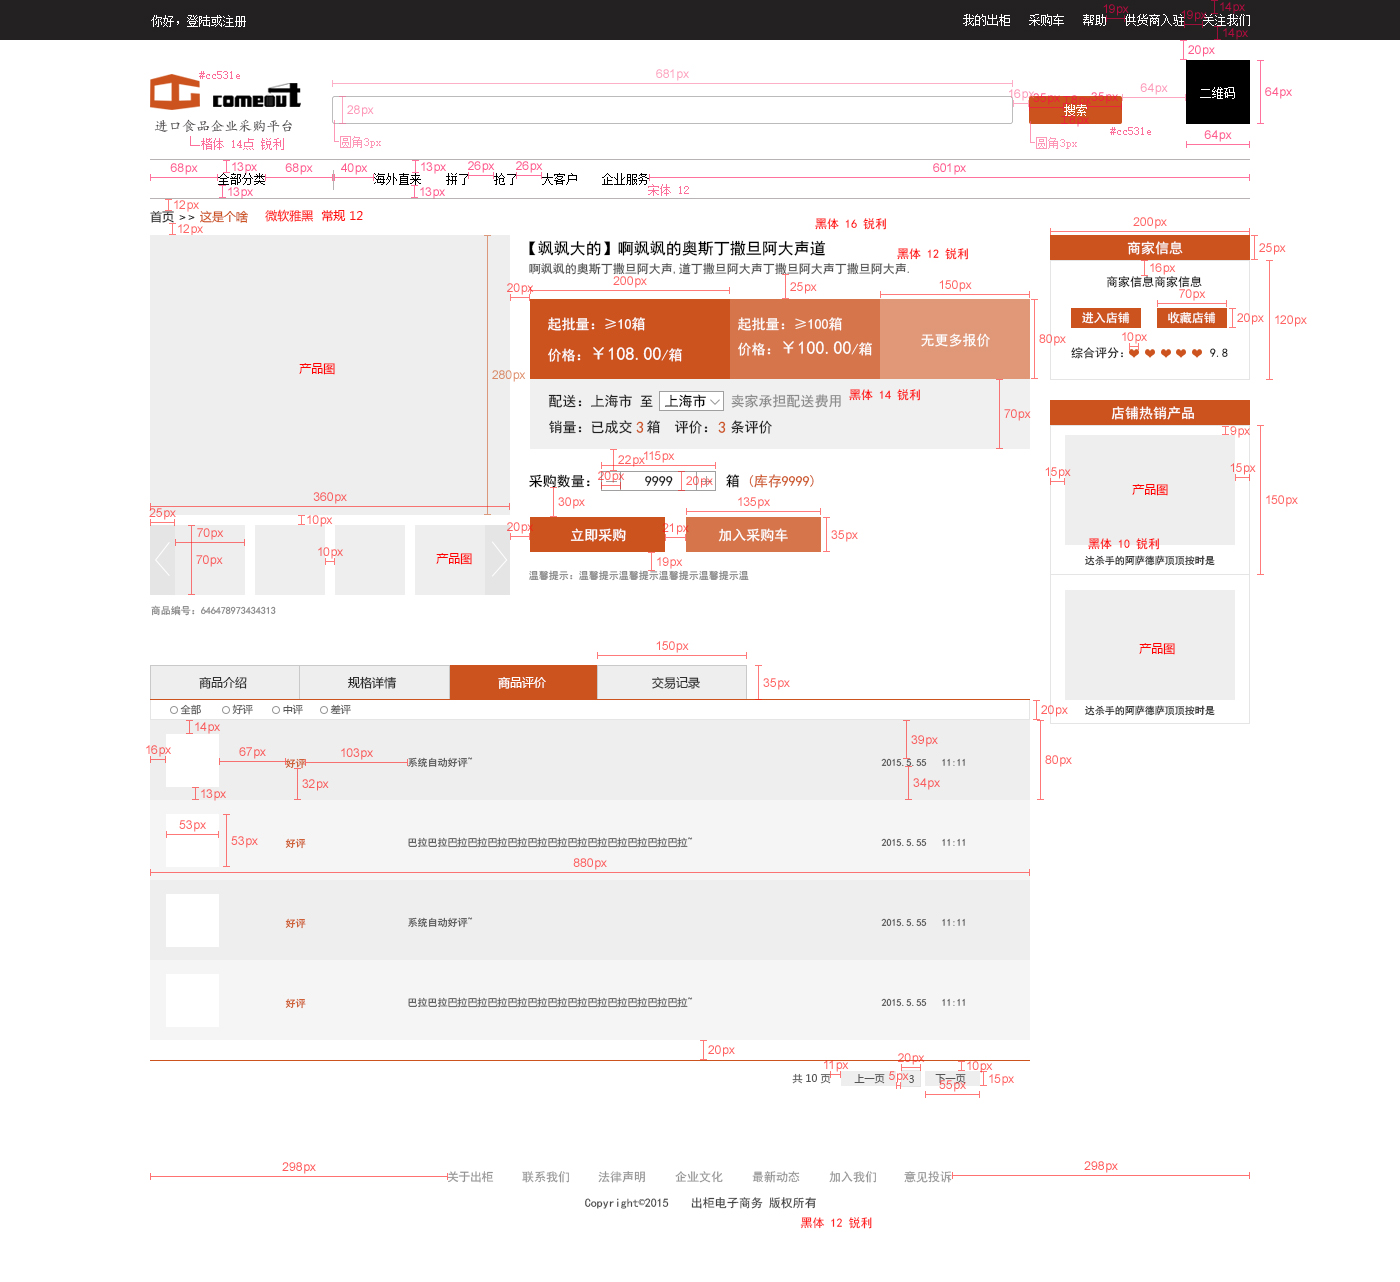 你好，登陆或注册
我的出柜 采购车 帮助 供货商入驻 关注我们
19px 19px 14px
14px
20px
#cc531e
681px
comeout
16px 35px 35px 64px
28px
搜索
二维码
64px
进口食品企业采购平台
#cc531e
楷体 14点 锐利
圆角3px
圆角3px
64px
68px 13px 68px 40px 13px 26px 26px 601px
全部分类 海外直采 拼了 抢了 大客户 企业服务
13px 13px
宋体 12
12px
首页 >> 这是个啥 微软雅黑 常规 12
12px
黑体 16 锐利
200px
【飒飒大的】啊飒飒的奥斯丁撒旦阿大声道
黑体 12 锐利
商家信息
25px
啊飒飒的奥斯丁撒旦阿大声,道丁撒旦阿大声丁撒旦阿大声丁撒旦阿大声.
16px
20px 200px 25px 150px
商家信息商家信息
70px
起批量：≥10箱
起批量：≥100箱
进入店铺 收藏店铺
20px
120px
价格：￥108.00/箱
价格：￥100.00/箱
无更多报价
80px
10px
综合评分： 9.8
产品图
280px
配送：上海市 至 上海市 卖家承担配送费用
黑体 14 锐利
70px
销量：已成交 3 箱 评价： 3 条评价
店铺热销产品
9px
22px 115px
15px 15px
采购数量： 20px 9999 20px 箱 （库存9999）
产品图
150px
360px
30px 135px
25px
10px
20px 21px
立即采购 加入采购车
35px
70px
70px
10px
产品图
19px
黑体 10 锐利
达杀手的阿萨德萨顶顶按时是
温馨提示：温馨提示温馨提示温馨提示温馨提示温
商品编号：646478973434313
150px
产品图
商品介绍 规格详情 商品评价 交易记录
35px
全部 好评 中评 差评
20px
达杀手的阿萨德萨顶顶按时是
14px
16px 67px 103px 39px
80px
好评 系统自动好评~ 2015.5.55 11:11
32px 34px
13px
53px
53px
好评 巴拉巴拉巴拉巴拉巴拉巴拉巴拉巴拉巴拉巴拉巴拉巴拉巴拉巴拉~ 2015.5.55 11:11
880px
好评 系统自动好评~ 2015.5.55 11:11
好评 巴拉巴拉巴拉巴拉巴拉巴拉巴拉巴拉巴拉巴拉巴拉巴拉巴拉巴拉~ 2015.5.55 11:11
20px
11px 20px 10px
共 10 页 上一页 5px 3 下一页 15px
55px
298px 298px
关于出柜 联系我们 法律声明 企业文化 最新动态 加入我们 意见投诉
Copyright©2015 出柜电子商务 版权所有
黑体 12 锐利